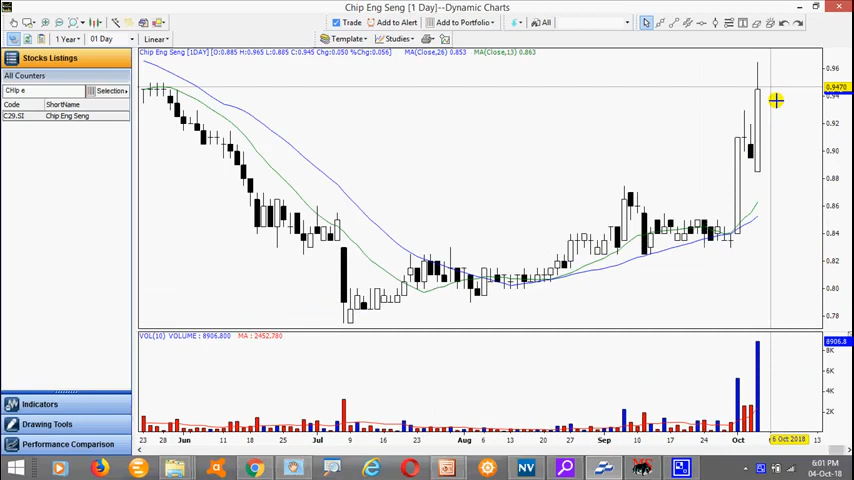 Chip Eng Seng [1 Day]--Dynamic Charts
Trade Add to Alert Add to Portfolio All
1 Year 01 Day Linear
Template Studies
Stocks Listings
All Counters
CHIp e Selection
Code ShortName
C29.SI Chip Eng Seng
Indicators
Drawing Tools
Performance Comparison
Chip Eng Seng [1DAY] O:0.885 H:0.965 L:0.885 C:0.945 Chg:0.050 %Chg:0.056] MA(Close,26) 0.853 MA(Close,13) 0.863
0.96
0.9470
0.94
0.92
0.90
0.88
0.86
0.84
0.82
0.80
0.78
VOL(10) VOLUME : 8906.800 MA : 2452.780
8906.8
8K
6K
4K
2K
23 28 Jun 11 18 25 Jul 9 16 23 Aug 6 13 20 27 Sep 10 18 24 Oct 6 Oct 2018 13
NV
6:01 PM
04-Oct-18